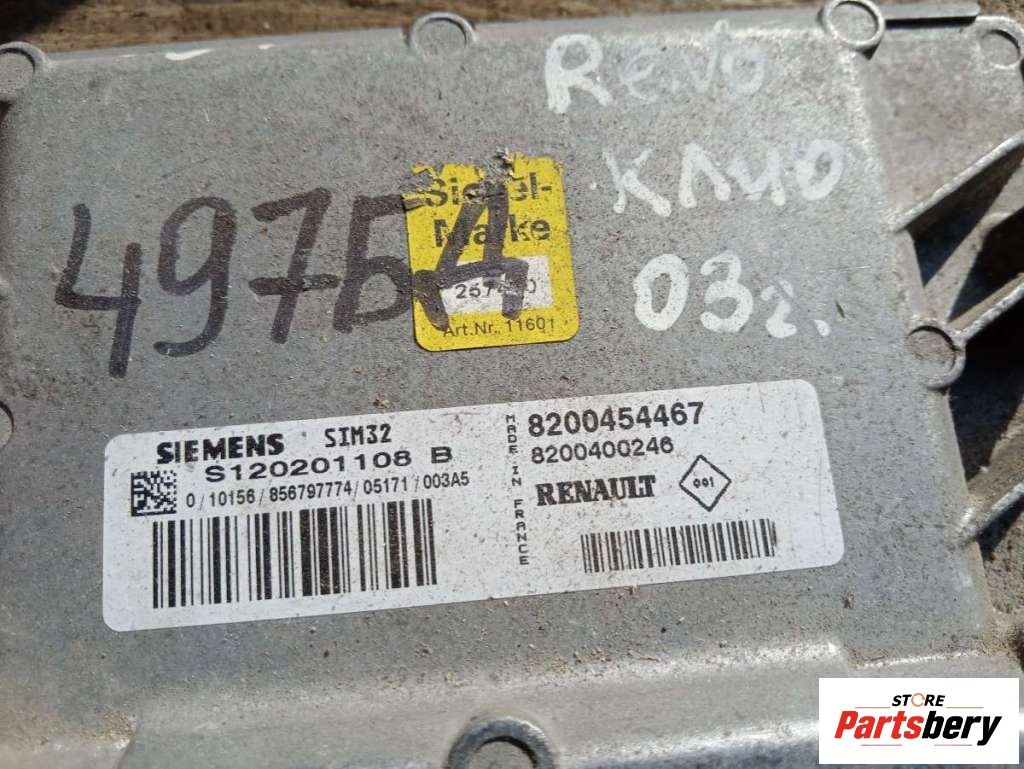 Reno
клио
03г.
497БД
Siegel-
Marke
Art.Nr. 11601
SIEMENS SIM32
S120201108 B
0/10156/856797774/05171/003A5
MADE IN FRANCE
8200454467
8200400246
RENAULT 001
STORE
Partsbery